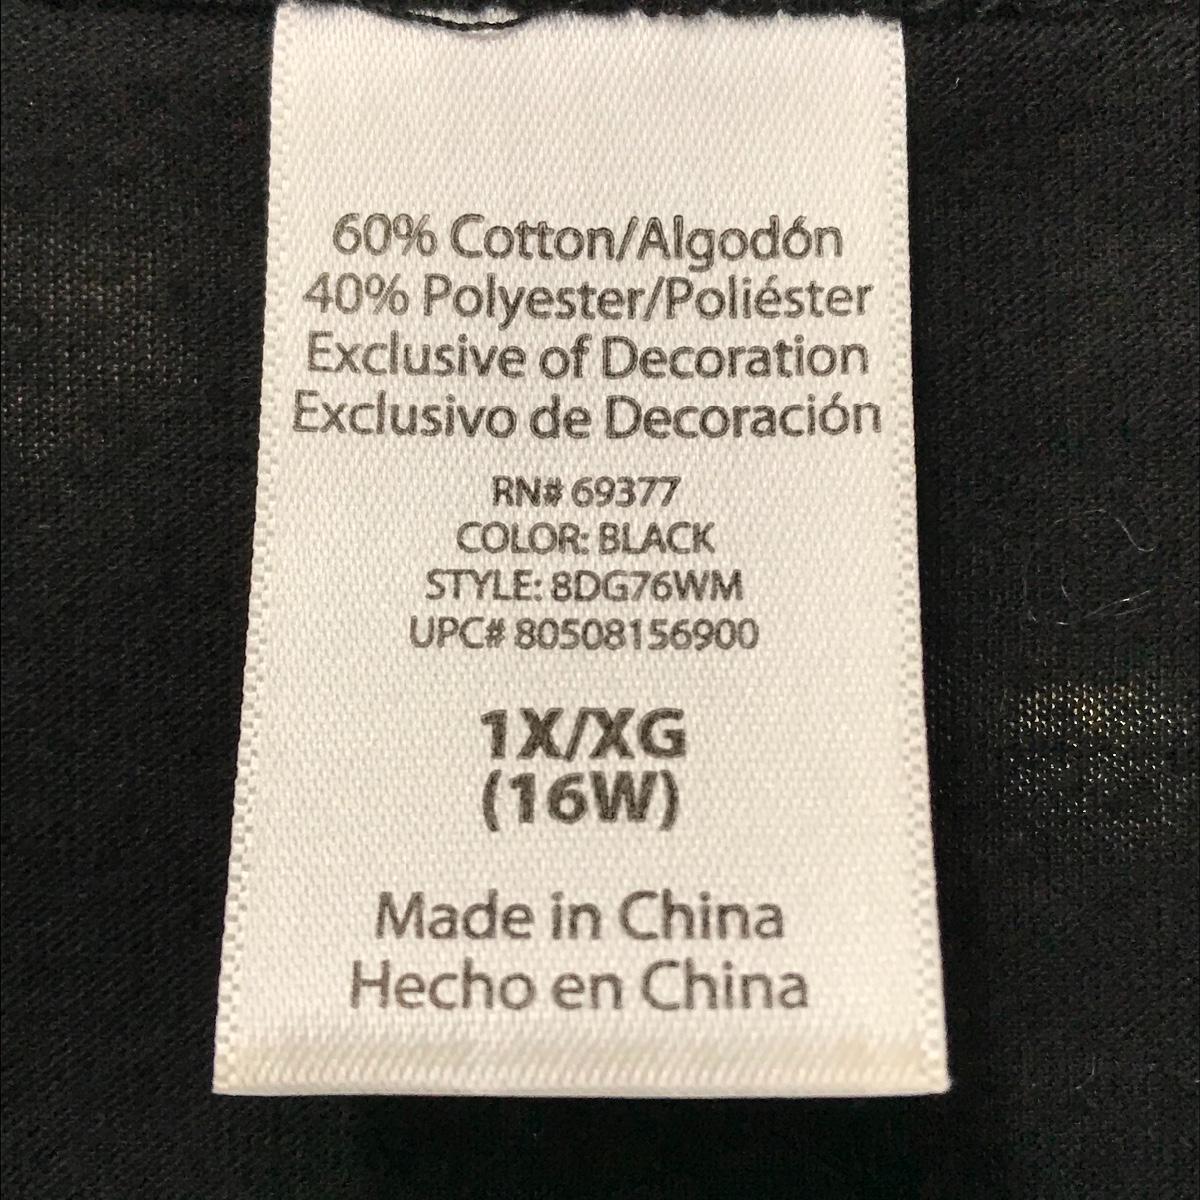 60% Cotton/Algodón
40% Polyester/Poliéster
Exclusive of Decoration
Exclusivo de Decoración
RN# 69377
COLOR: BLACK
STYLE: 8DG76WM
UPC# 80508156900
1X/XG
(16W)
Made in China
Hecho en China